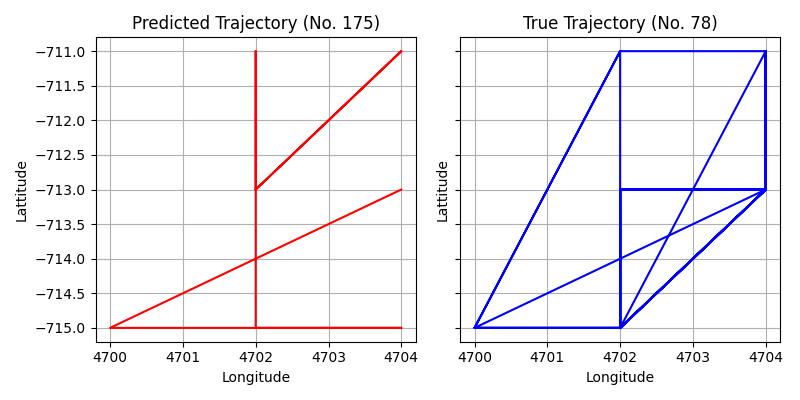 Predicted Trajectory (No. 175)
−711.0
−711.5
−712.0
−712.5
−713.0
−713.5
−714.0
−714.5
−715.0
Lattitude
4700 4701 4702 4703 4704
Longitude
True Trajectory (No. 78)
Lattitude
4700 4701 4702 4703 4704
Longitude